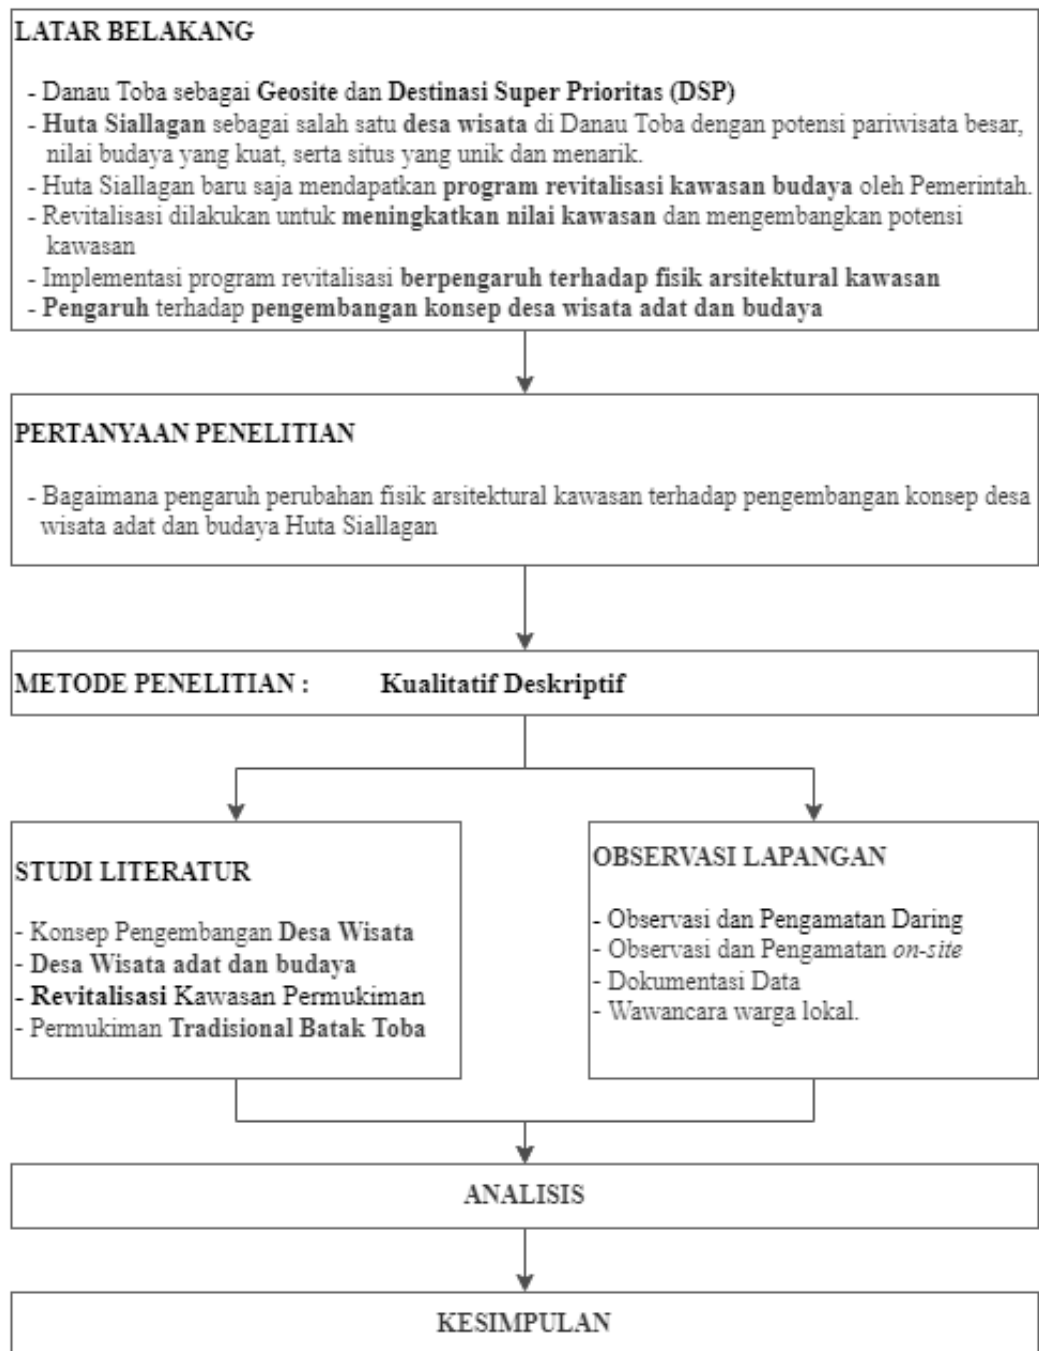 LATAR BELAKANG
- Danau Toba sebagai Geosite dan Destinasi Super Prioritas (DSP)
- Huta Siallagan sebagai salah satu desa wisata di Danau Toba dengan potensi pariwisata besar,
nilai budaya yang kuat, serta situs yang unik dan menarik.
- Huta Siallagan baru saja mendapatkan program revitalisasi kawasan budaya oleh Pemerintah.
- Revitalisasi dilakukan untuk meningkatkan nilai kawasan dan mengembangkan potensi
kawasan
- Implementasi program revitalisasi berpengaruh terhadap fisik arsitektural kawasan
- Pengaruh terhadap pengembangan konsep desa wisata adat dan budaya
PERTANYAAN PENELITIAN
- Bagaimana pengaruh perubahan fisik arsitektural kawasan terhadap pengembangan konsep desa
wisata adat dan budaya Huta Siallagan
METODE PENELITIAN : Kualitatif Deskriptif
STUDI LITERATUR
- Konsep Pengembangan Desa Wisata
- Desa Wisata adat dan budaya
- Revitalisasi Kawasan Permukiman
- Permukiman Tradisional Batak Toba
OBSERVASI LAPANGAN
- Observasi dan Pengamatan Daring
- Observasi dan Pengamatan on-site
- Dokumentasi Data
- Wawancara warga lokal.
ANALISIS
KESIMPULAN